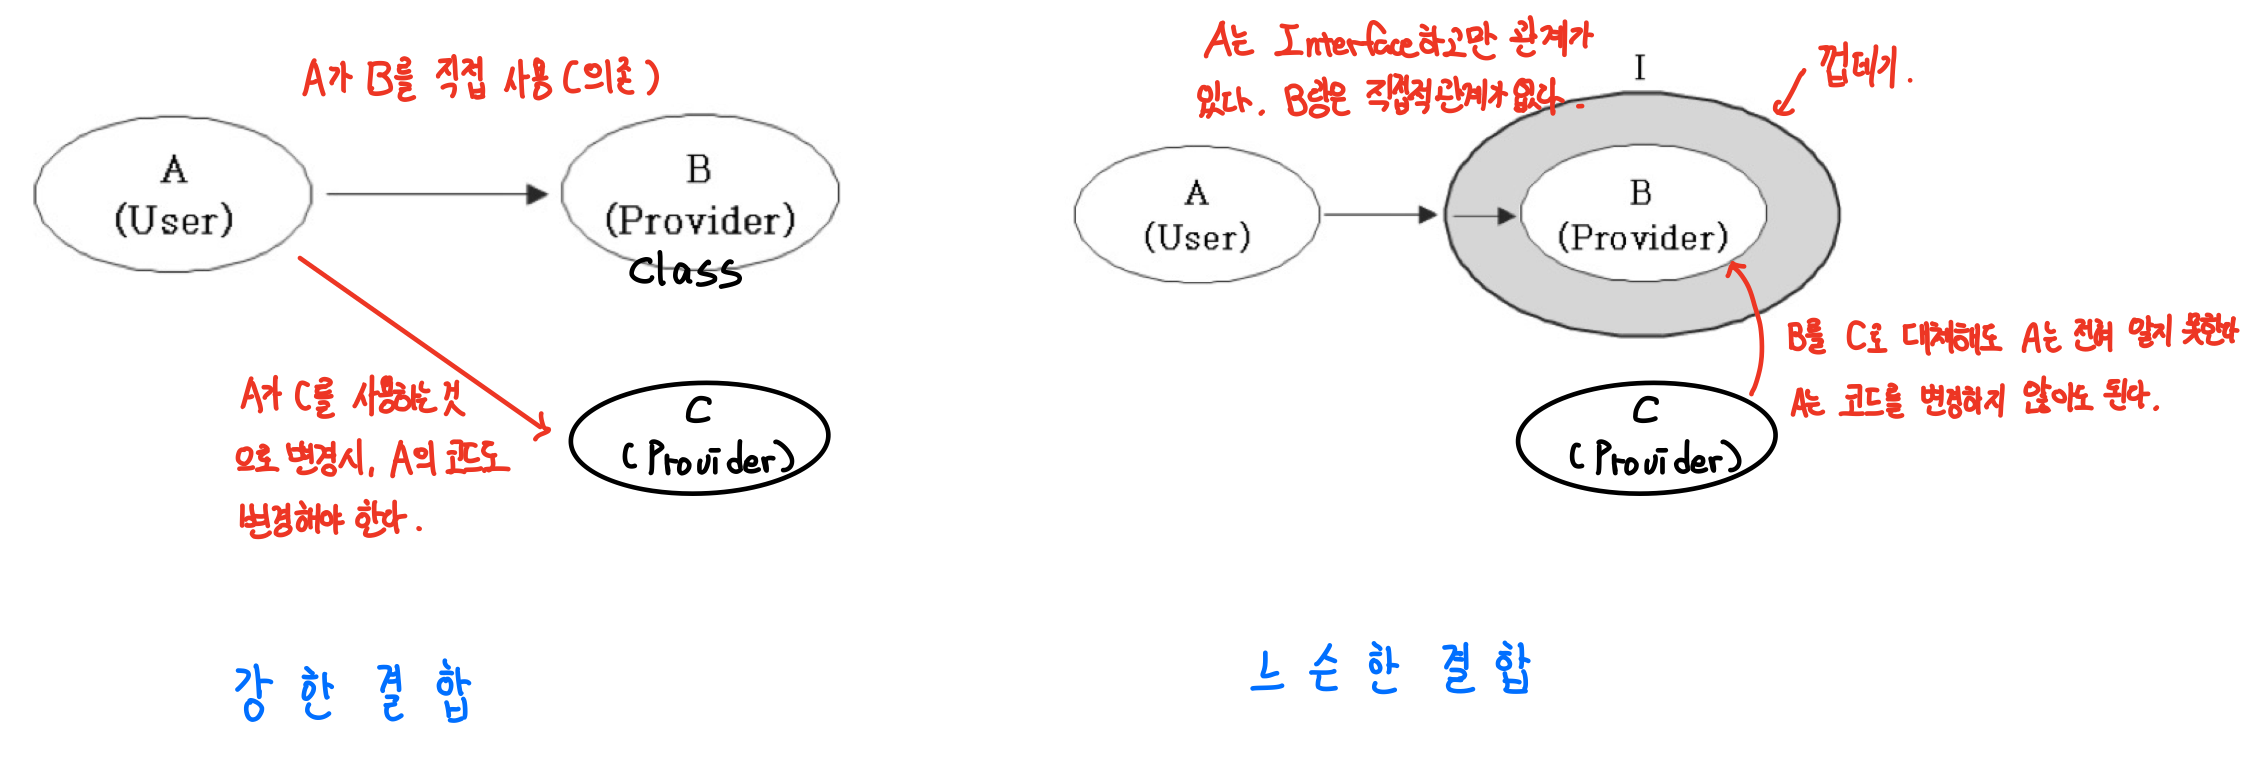 A가 B를 직접 사용 (의존)
A
(User)
B
(Provider)
class
A가 C를 사용하는 것
으로 변경시, A의 코드도
변경해야 한다.
C
(Provider)
강한 결합
A는 Interface하고만 관계가
있다. B랑은 직접적 관계가 없다.
I
껍데기.
A
(User)
B
(Provider)
B를 C로 대체해도 A는 전혀 알지 못한다
A는 코드를 변경하지 않아도 된다.
C
(Provider)
느슨한 결합